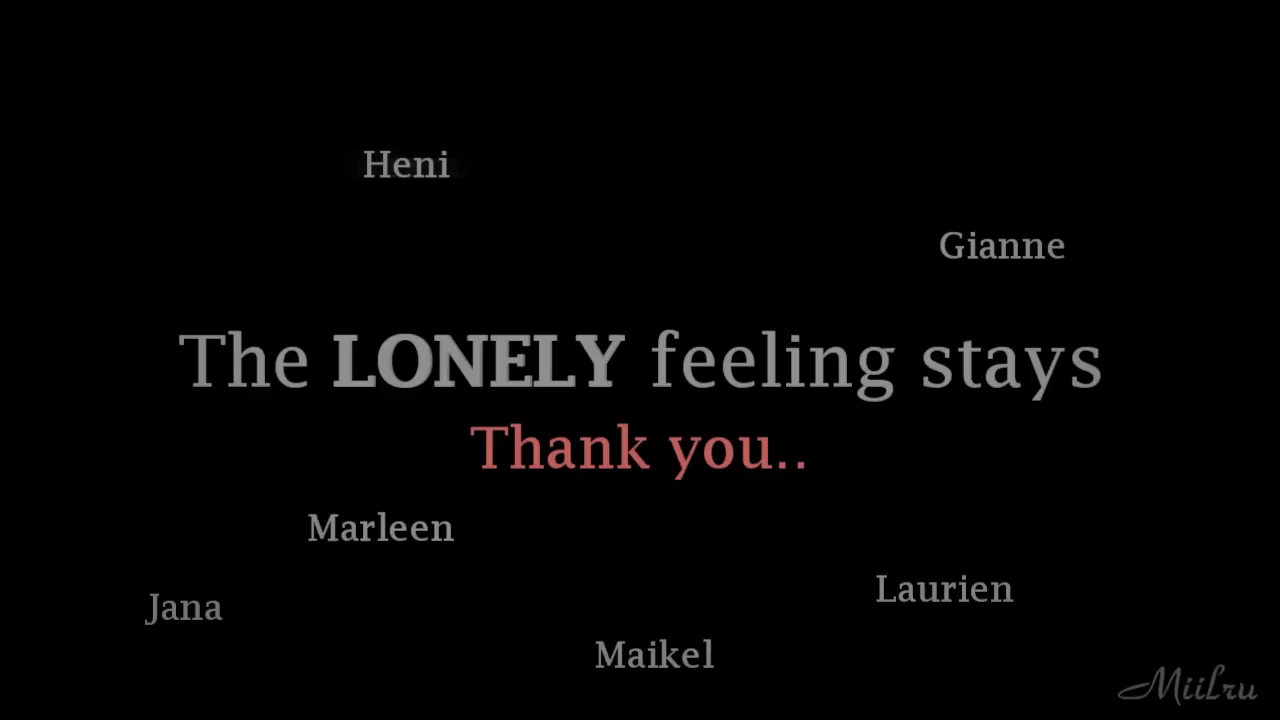 Heni
Gianne
The LONELY feeling stays
Thank you..
Marleen
Laurien
Jana
Maikel
MiiLru